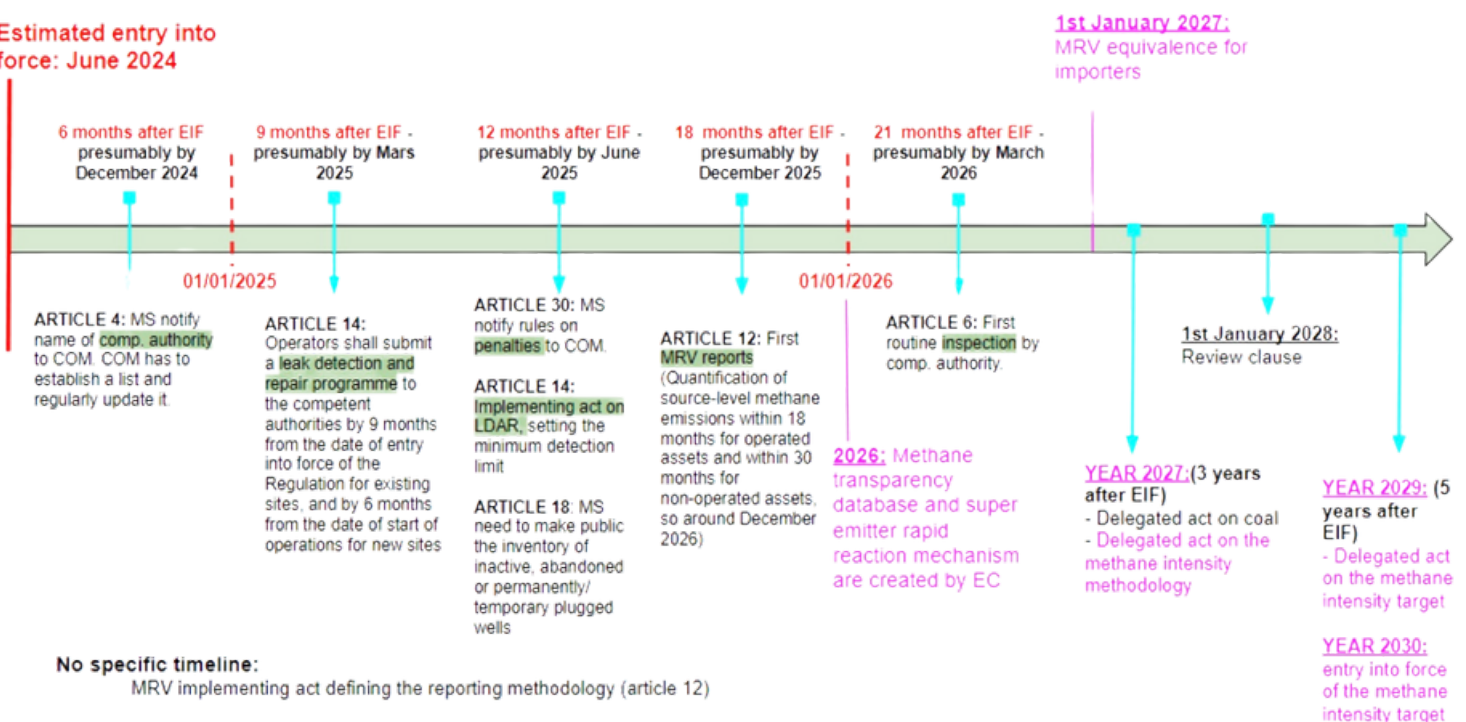 Estimated entry into
force: June 2024
1st January 2027:
MRV equivalence for
importers
6 months after EIF
presumably by
December 2024
9 months after EIF -
presumably by Mars
2025
12 months after EIF -
presumably by June
2025
18 months after EIF -
presumably by
December 2025
21 months after EIF -
presumably by March
2026
01/01/2025
01/01/2026
ARTICLE 4: MS notify
name of comp. authority
to COM. COM has to
establish a list and
regularly update it.
ARTICLE 14:
Operators shall submit
a leak detection and
repair programme to
the competent
authorities by 9 months
from the date of entry
into force of the
Regulation for existing
sites, and by 6 months
from the date of start of
operations for new sites
ARTICLE 30: MS
notify rules on
penalties to COM.
ARTICLE 14:
Implementing act on
LDAR, setting the
minimum detection
limit
ARTICLE 18: MS
need to make public
the inventory of
inactive, abandoned
or permanently/
temporary plugged
wells
ARTICLE 12: First
MRV reports
(Quantification of
source-level methane
emissions within 18
months for operated
assets and within 30
months for
non-operated assets,
so around December
2026)
2026: Methane
transparency
database and super
emitter rapid
reaction mechanism
are created by EC
ARTICLE 6: First
routine inspection by
comp. authority.
YEAR 2027:(3 years
after EIF)
- Delegated act on coal
- Delegated act on the
methane intensity
methodology
1st January 2028:
Review clause
YEAR 2029: (5
years after
EIF)
- Delegated act
on the methane
intensity target
YEAR 2030:
entry into force
of the methane
intensity target
No specific timeline:
MRV implementing act defining the reporting methodology (article 12)